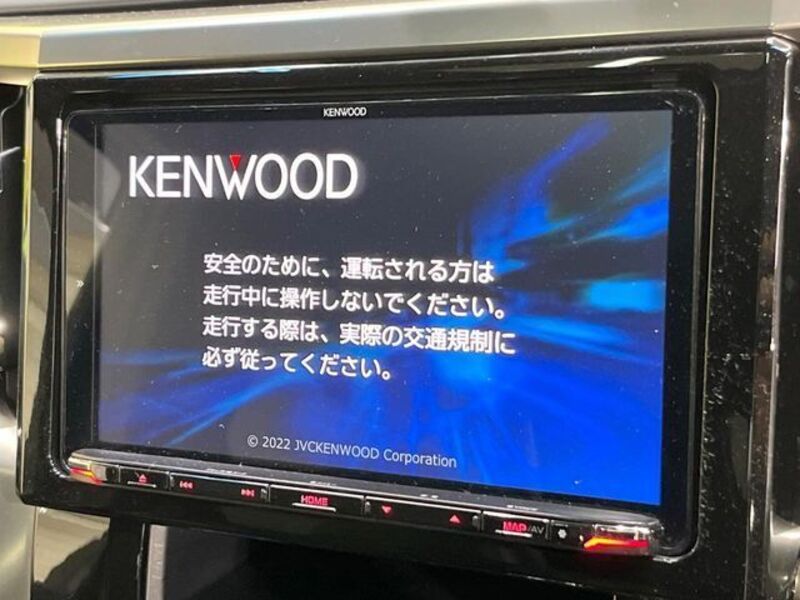 KENWOOD
KENWOOD
安全のために、運転される方は
走行中に操作しないでください。
走行する際は、実際の交通規制に
必ず従ってください。
© 2022 JVCKENWOOD Corporation
HOME
MAP/AV